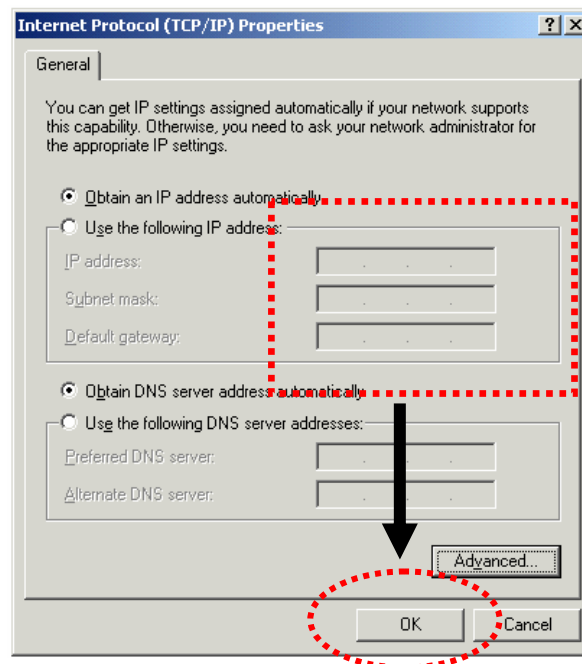 Internet Protocol (TCP/IP) Properties
General
You can get IP settings assigned automatically if your network supports
this capability. Otherwise, you need to ask your network administrator for
the appropriate IP settings.
Obtain an IP address automatically
Use the following IP address:
IP address:
Subnet mask:
Default gateway:
Obtain DNS server address automatically
Use the following DNS server addresses:
Preferred DNS server:
Alternate DNS server:
Advanced...
OK Cancel